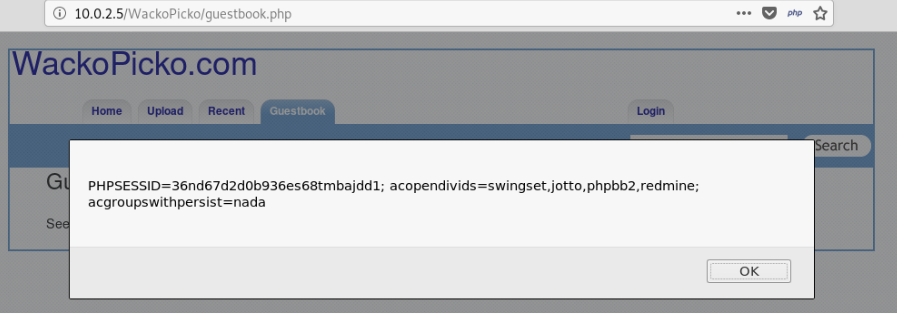 10.0.2.5/WackoPicko/guestbook.php
php
WackoPicko.com
Home Upload Recent Guestbook Login
Search
PHPSESSID=36nd67d2d0b936es68tmbajdd1; acopendivids=swingset,jotto,phpbb2,redmine;
acgroupswithpersist=nada
Gu
See
OK